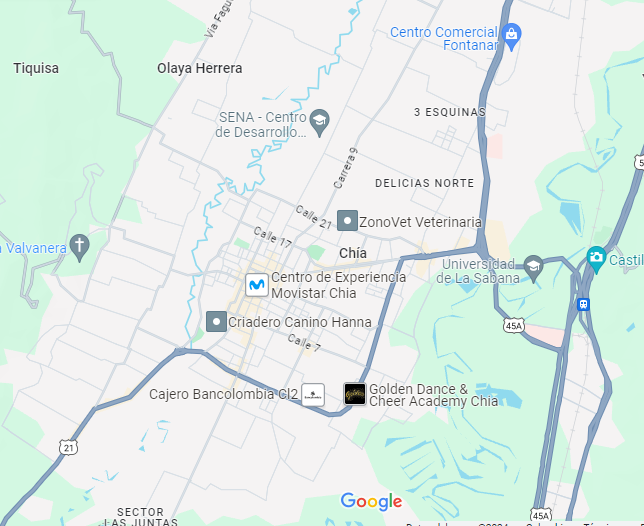 Via Fagu
Centro Comercial
Fontanar
Tiquisa
Olaya Herrera
SENA - Centro
de Desarrollo...
3 ESQUINAS
Carrera 9
DELICIAS NORTE
Calle 21
ZonoVet Veterinaria
Calle 17
Valvanera
Chía
Universidad
de La Sabana
Castil
Centro de Experiencia
Movistar Chia
Criadero Canino Hanna
45A
Calle 7
Cajero Bancolombia Cl2
Golden Dance &
Cheer Academy Chia
21
SECTOR
LAS JUNTAS
Google
45A